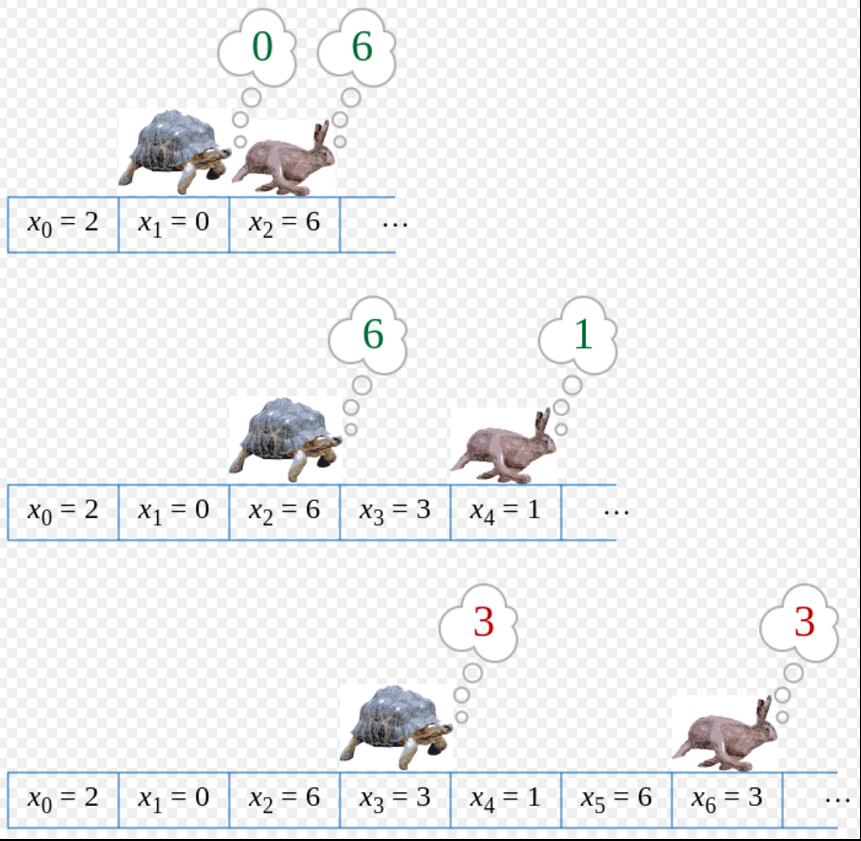 0 6
x₀ = 2 x₁ = 0 x₂ = 6 …
6 1
x₀ = 2 x₁ = 0 x₂ = 6 x₃ = 3 x₄ = 1 …
3 3
x₀ = 2 x₁ = 0 x₂ = 6 x₃ = 3 x₄ = 1 x₅ = 6 x₆ = 3 …